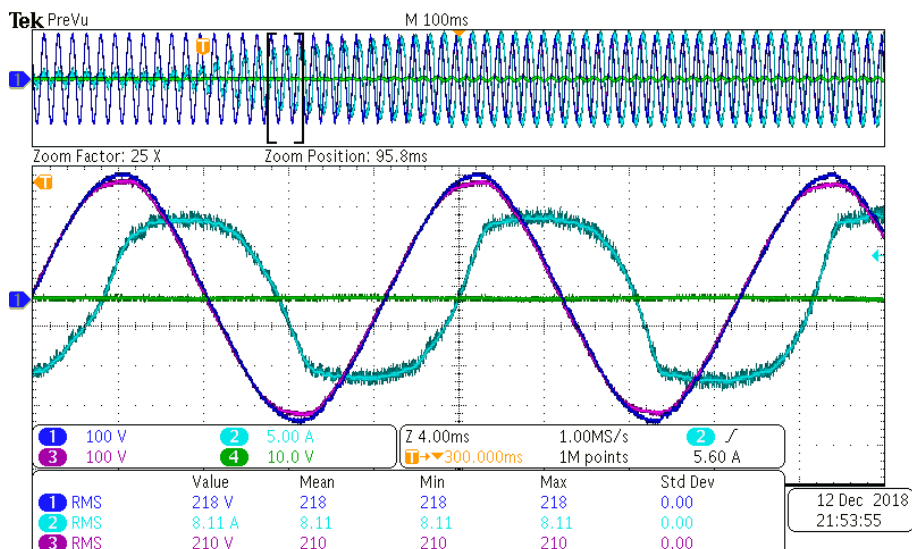 Tek PreVu M 100ms
T
1
Zoom Factor: 25 X Zoom Position: 95.8ms
T
1
1 100 V 2 5.00 A Z 4.00ms 1.00MS/s 2
3 100 V 4 10.0 V T→▼300.000ms 1M points 5.60 A
Value Mean Min Max Std Dev
1 RMS 218 V 218 218 218 0.00
2 RMS 8.11 A 8.11 8.11 8.11 0.00
3 RMS 210 V 210 210 210 0.00
12 Dec 2018
21:53:55